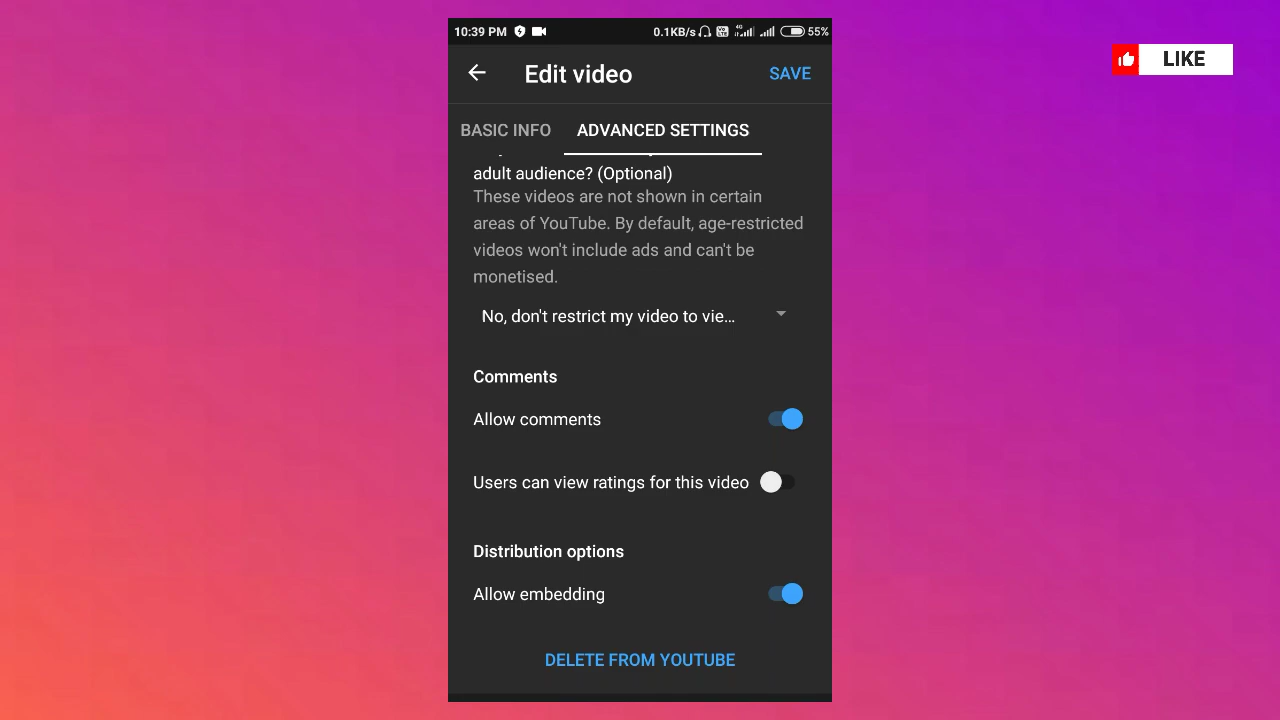 10:39 PM 0.1KB/s 4G 55%
LIKE
Edit video SAVE
BASIC INFO ADVANCED SETTINGS
adult audience? (Optional)
These videos are not shown in certain
areas of YouTube. By default, age-restricted
videos won't include ads and can't be
monetised.
No, don't restrict my video to vie...
Comments
Allow comments
Users can view ratings for this video
Distribution options
Allow embedding
DELETE FROM YOUTUBE